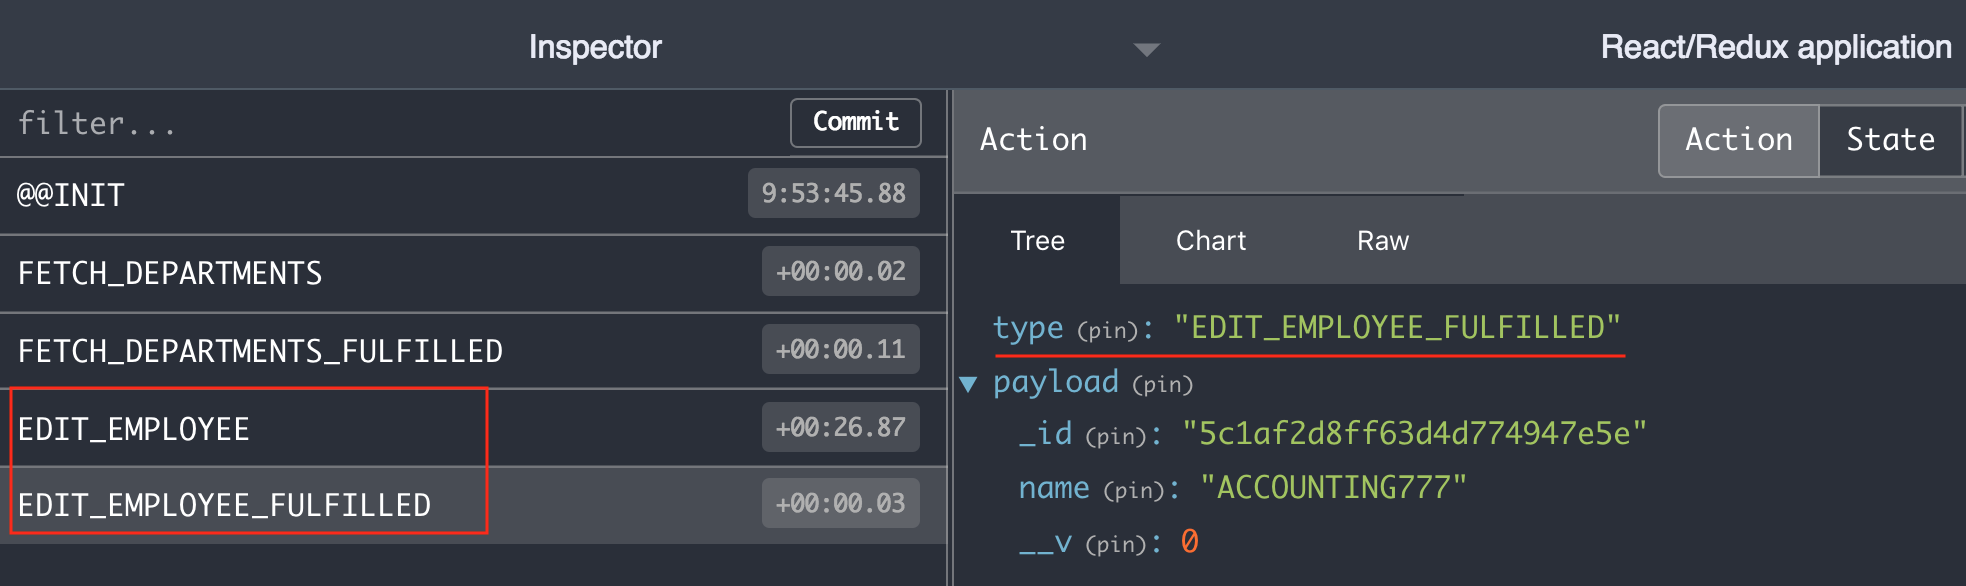 Inspector
React/Redux application
filter...
Commit
@@INIT
9:53:45.88
FETCH_DEPARTMENTS
+00:00.02
FETCH_DEPARTMENTS_FULFILLED
+00:00.11
EDIT_EMPLOYEE
+00:26.87
EDIT_EMPLOYEE_FULFILLED
+00:00.03
Action
Action
State
Tree
Chart
Raw
type (pin): "EDIT_EMPLOYEE_FULFILLED"
payload (pin)
_id (pin): "5c1af2d8ff63d4d774947e5e"
name (pin): "ACCOUNTING777"
__v (pin): 0